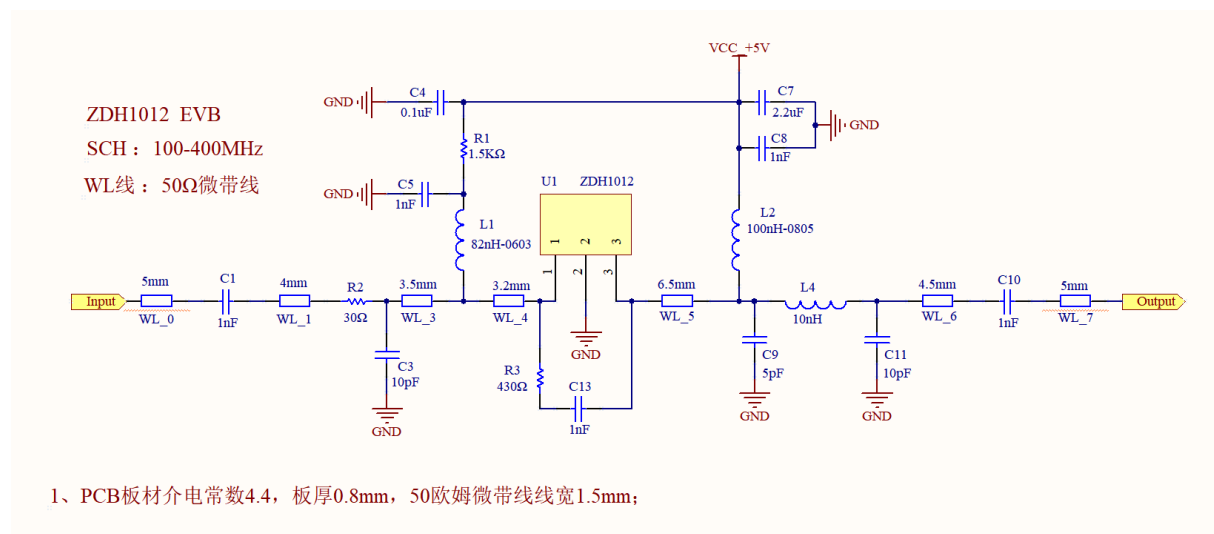 VCC_+5V
ZDH1012 EVB
SCH：100-400MHz
WL线：50Ω微带线
GND
C4
0.1uF
R1
1.5KΩ
C7
2.2uF
GND
C8
1nF
GND
C5
1nF
L1
82nH-0603
U1
ZDH1012
1
2
3
1
2
3
L2
100nH-0805
Input
5mm
WL_0
C1
1nF
4mm
WL_1
R2
30Ω
3.5mm
WL_3
3.2mm
WL_4
GND
6.5mm
WL_5
L4
10nH
4.5mm
WL_6
C10
1nF
5mm
WL_7
Output
C3
10pF
GND
R3
430Ω
C13
1nF
C9
5pF
GND
C11
10pF
GND
1、PCB板材介电常数4.4，板厚0.8mm，50欧姆微带线线宽1.5mm；